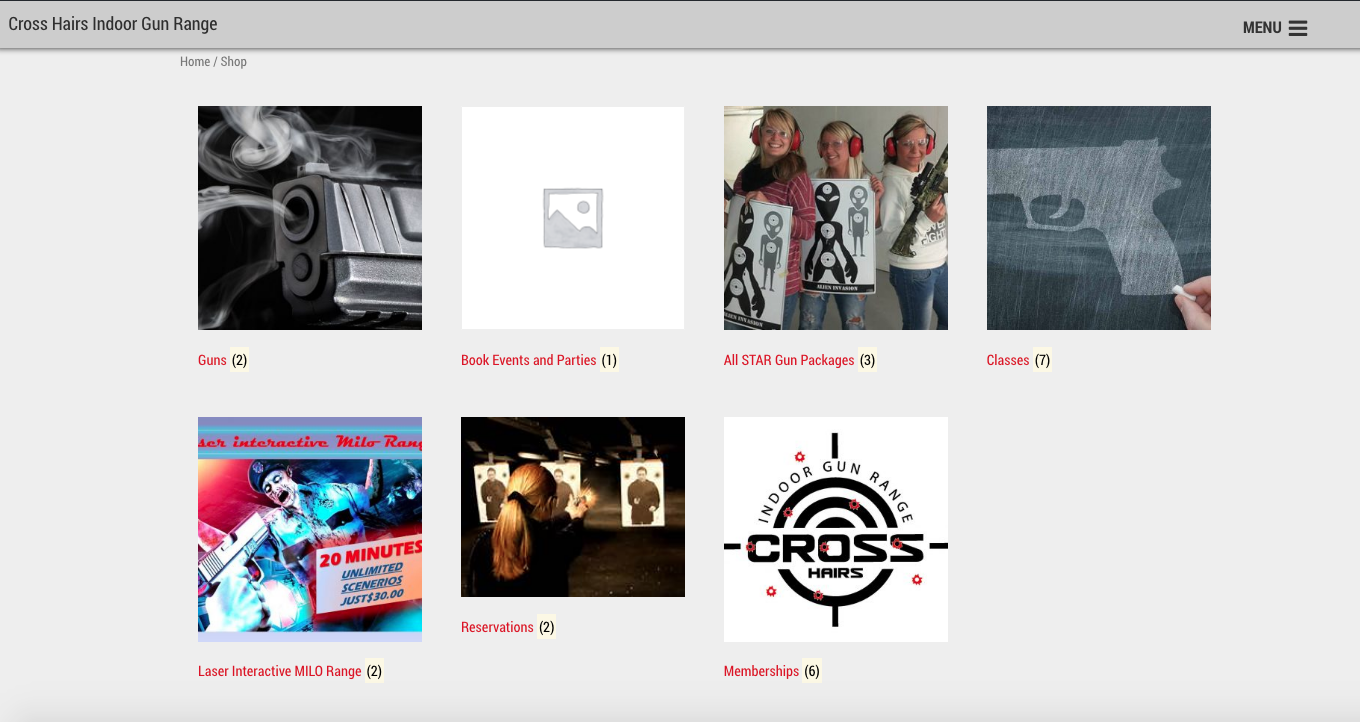 Cross Hairs Indoor Gun Range
MENU
Home / Shop
ALIEN INVASION
ALIEN INVASION
Guns (2)
Book Events and Parties (1)
All STAR Gun Packages (3)
Classes (7)
ser interactive Milo Rang
20 MINUTES
UNLIMITED
SCENERIOS
JUST$30.00
INDOOR GUN RANGE
CROSS
HAIRS
Reservations (2)
Laser Interactive MILO Range (2)
Memberships (6)